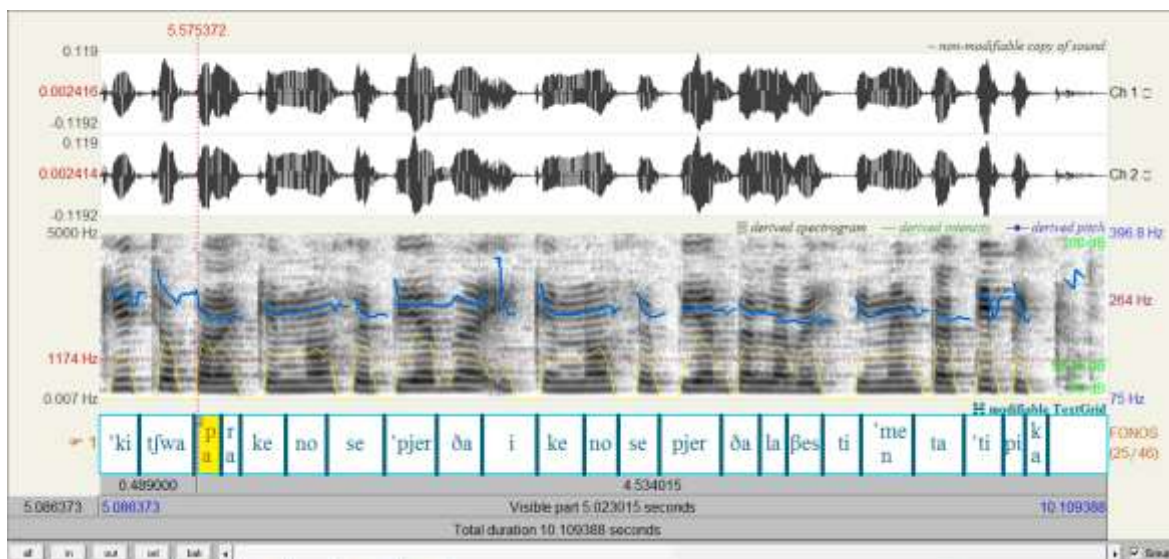 5.575372
0.119
~ non-modifiable copy of sound
0.002416
Ch 1
-0.1192
0.119
0.002414
Ch 2
-0.1192
5000 Hz
derived spectrogram
derived intensity
derived pitch
396.8 Hz
264 Hz
1174 Hz
0.007 Hz
75 Hz
modifiable TextGrid
1
'ki tʃwa 'pa ra ke no se 'pjer ða i ke no se pjer ða la βes ti 'men ta 'ti pi ka
FONOS
(25/46)
0.489000
4.534015
5.086373
5.086373
Visible part 5.023015 seconds
10.109388
Total duration 10.109388 seconds
all
in
out
sel
bak